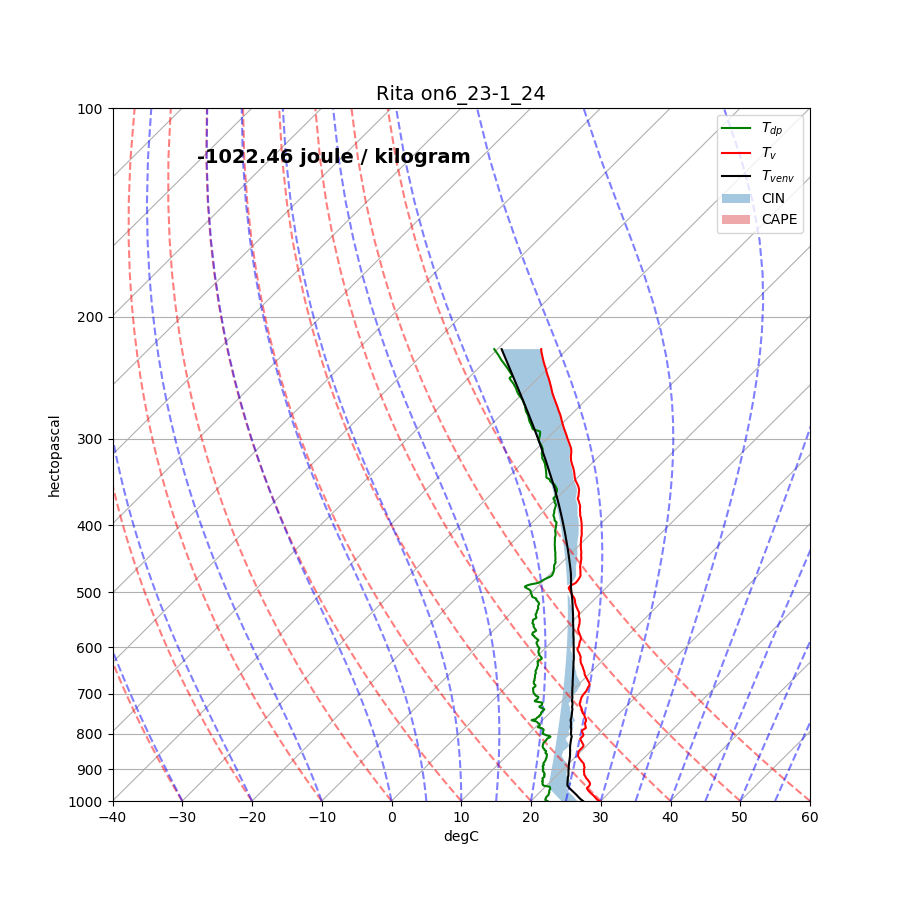 Rita on6_23-1_24
-1022.46 joule / kilogram
T_dp
T_v
T_venv
CIN
CAPE
100
200
300
400
500
600
700
800
900
1000
hectopascal
−40 −30 −20 −10 0 10 20 30 40 50 60
degC